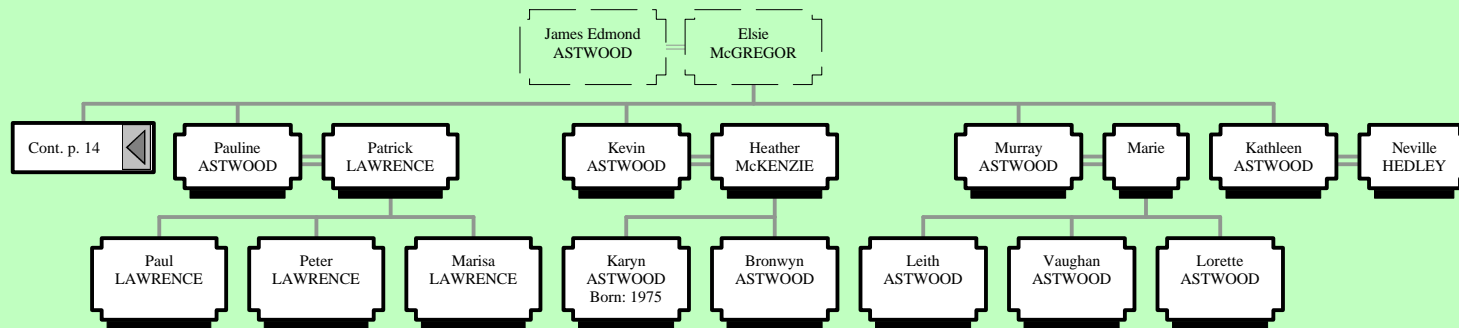 James Edmond
ASTWOOD
Elsie
McGREGOR
Cont. p. 14
Pauline
ASTWOOD
Patrick
LAWRENCE
Kevin
ASTWOOD
Heather
McKENZIE
Murray
ASTWOOD
Marie
Kathleen
ASTWOOD
Neville
HEDLEY
Paul
LAWRENCE
Peter
LAWRENCE
Marisa
LAWRENCE
Karyn
ASTWOOD
Born: 1975
Bronwyn
ASTWOOD
Leith
ASTWOOD
Vaughan
ASTWOOD
Lorette
ASTWOOD